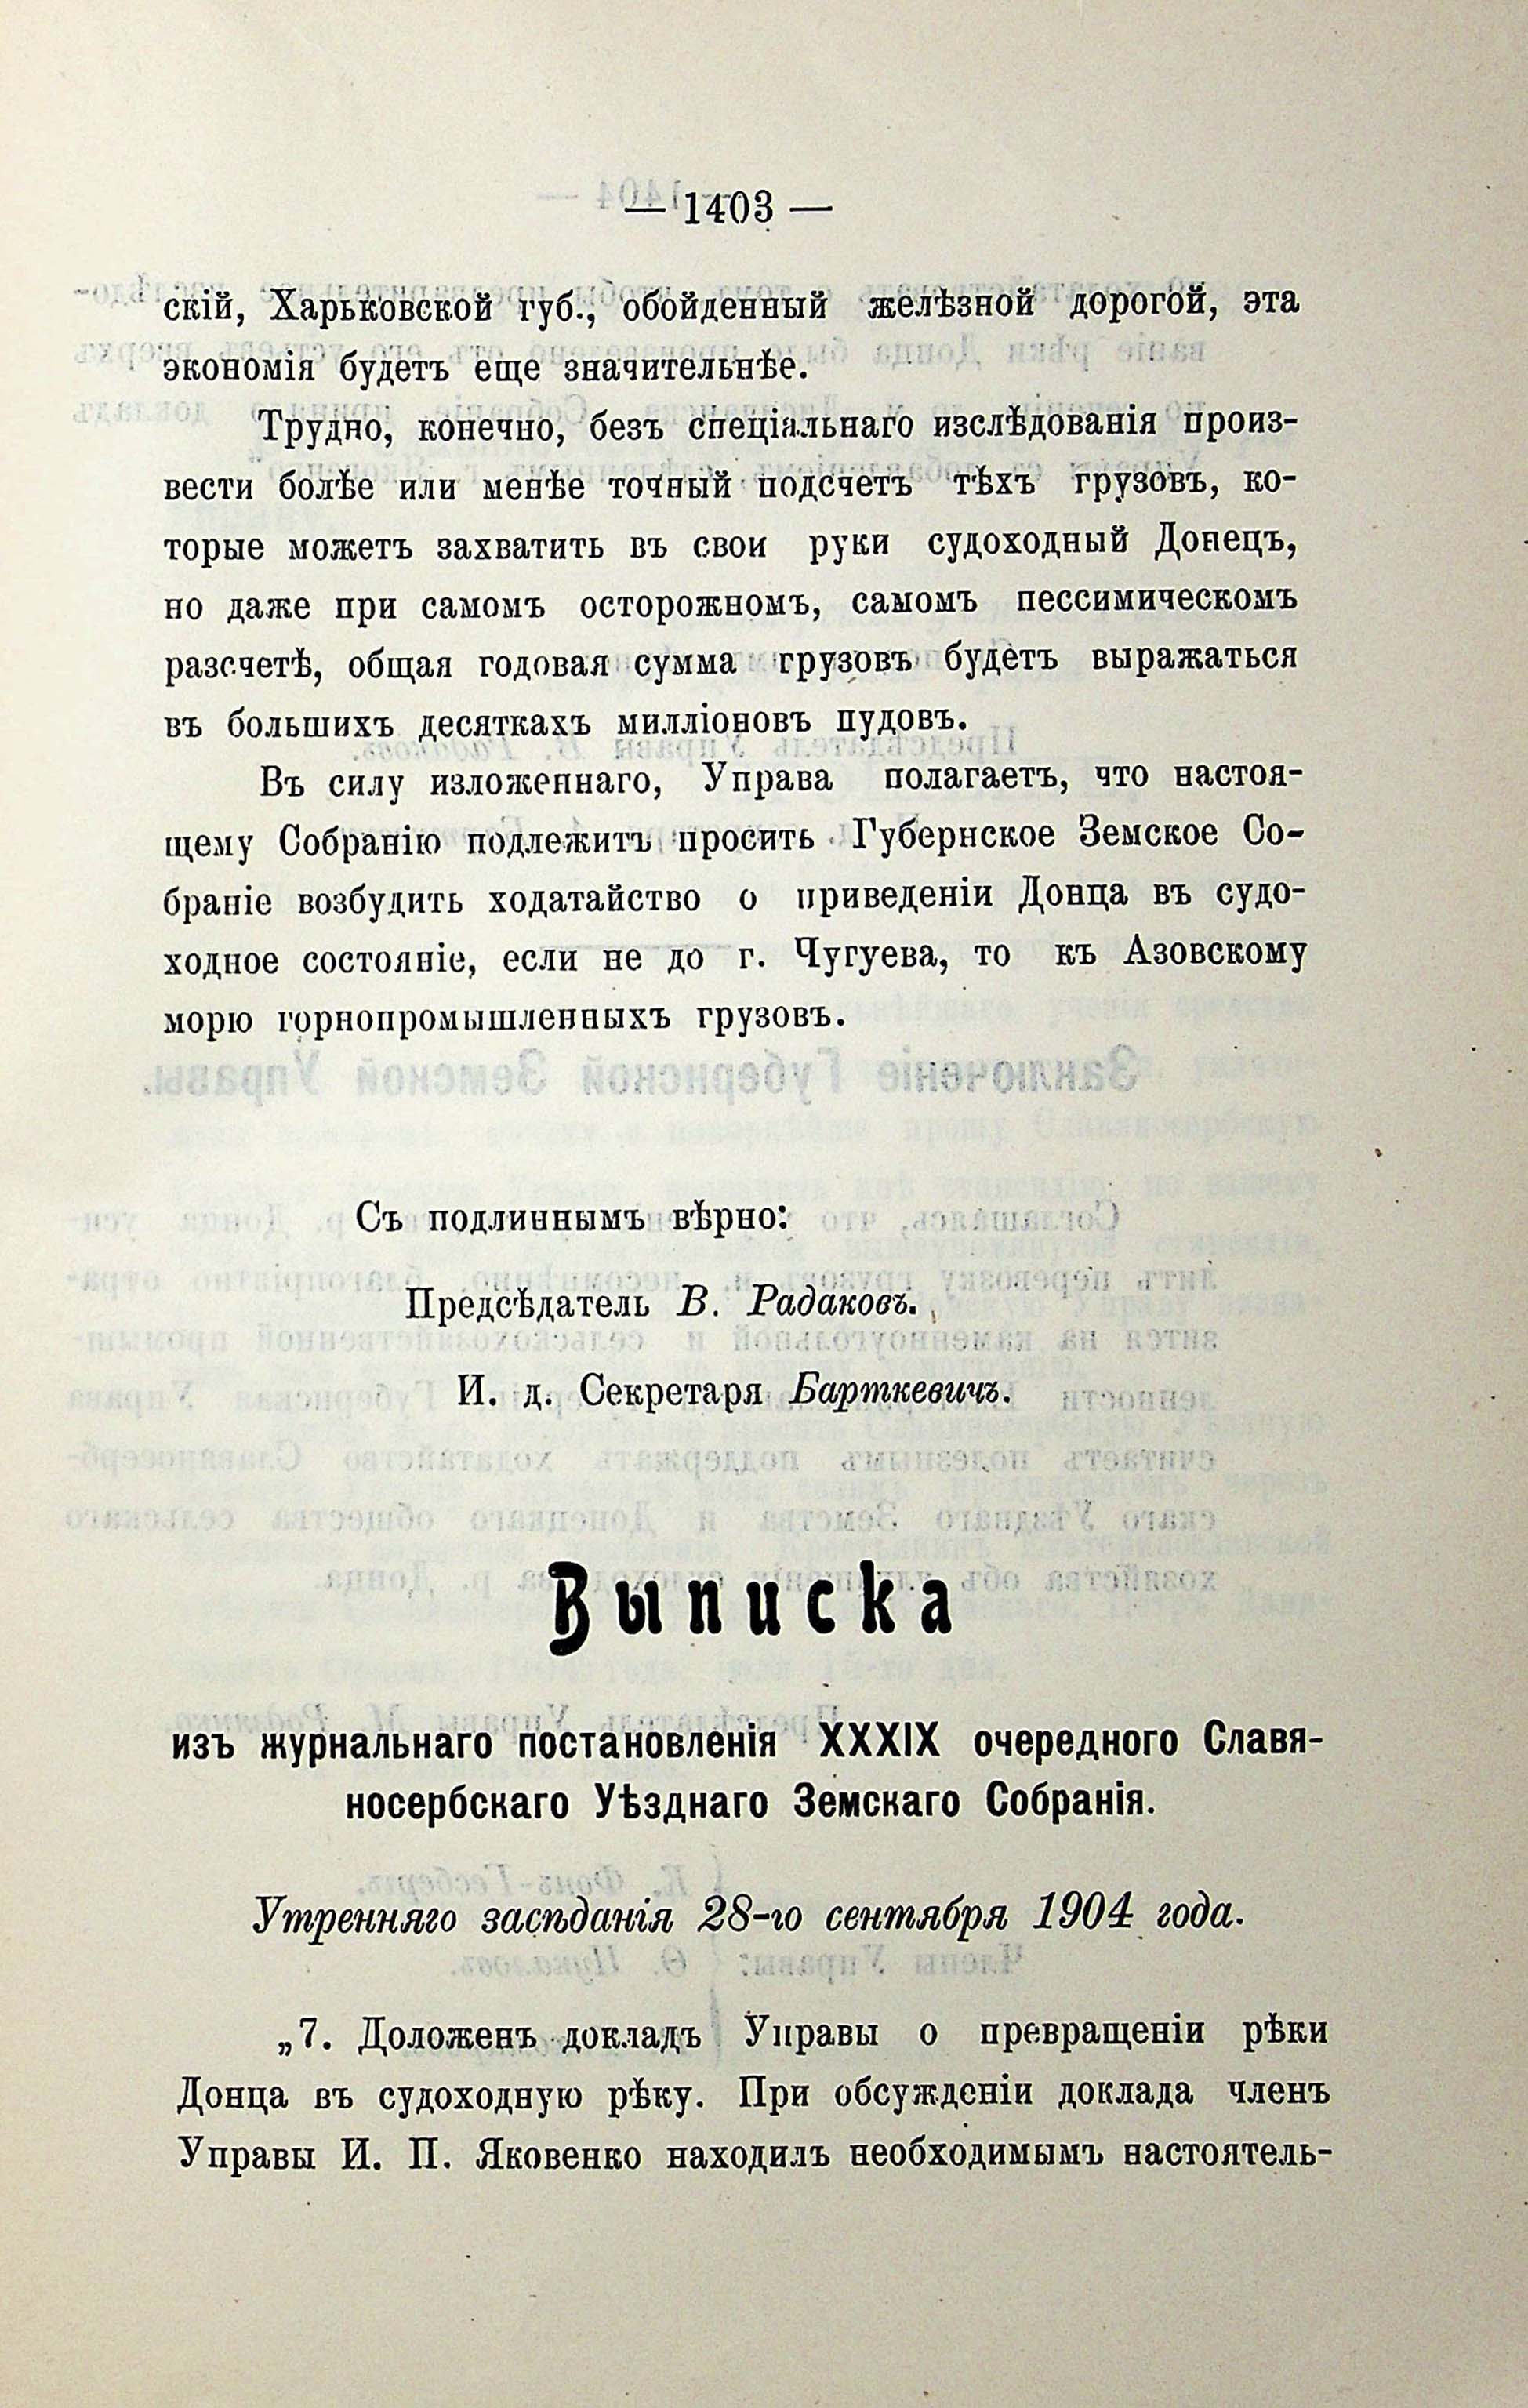 — 1403 —
скій, Харьковской губ., обойденный желѣзной дорогой, эта
экономія будетъ еще значительнѣе.
Трудно, конечно, безъ спеціальнаго изслѣдованія произ-
вести болѣе или менѣе точный подсчетъ тѣхъ грузовъ, ко-
торые можетъ захватить въ свои руки судоходный Донецъ,
но даже при самомъ осторожномъ, самомъ пессимическомъ
разсчетѣ, общая годовая сумма грузовъ будетъ выражаться
въ большихъ десяткахъ милліоновъ пудовъ.
Въ силу изложеннаго, Управа полагаетъ, что настоя-
щему Собранію подлежитъ просить Губернское Земское Со-
браніе возбудить ходатайство о приведеніи Донца въ судо-
ходное состояніе, если не до г. Чугуева, то къ Азовскому
морю горнопромышленныхъ грузовъ.
Съ подлиннымъ вѣрно:
Предсѣдатель В. Радаковъ.
И. д. Секретаря Барткевичъ.
Выписка
изъ журнальнаго постановленія XXXIX очередного Славя-
носербскаго Уѣзднаго Земскаго Собранія.
Утренняго засѣданія 28-го сентября 1904 года.
„7. Доложенъ докладъ Управы о превращеніи рѣки
Донца въ судоходную рѣку. При обсужденіи доклада членъ
Управы И. П. Яковенко находилъ необходимымъ настоятель-